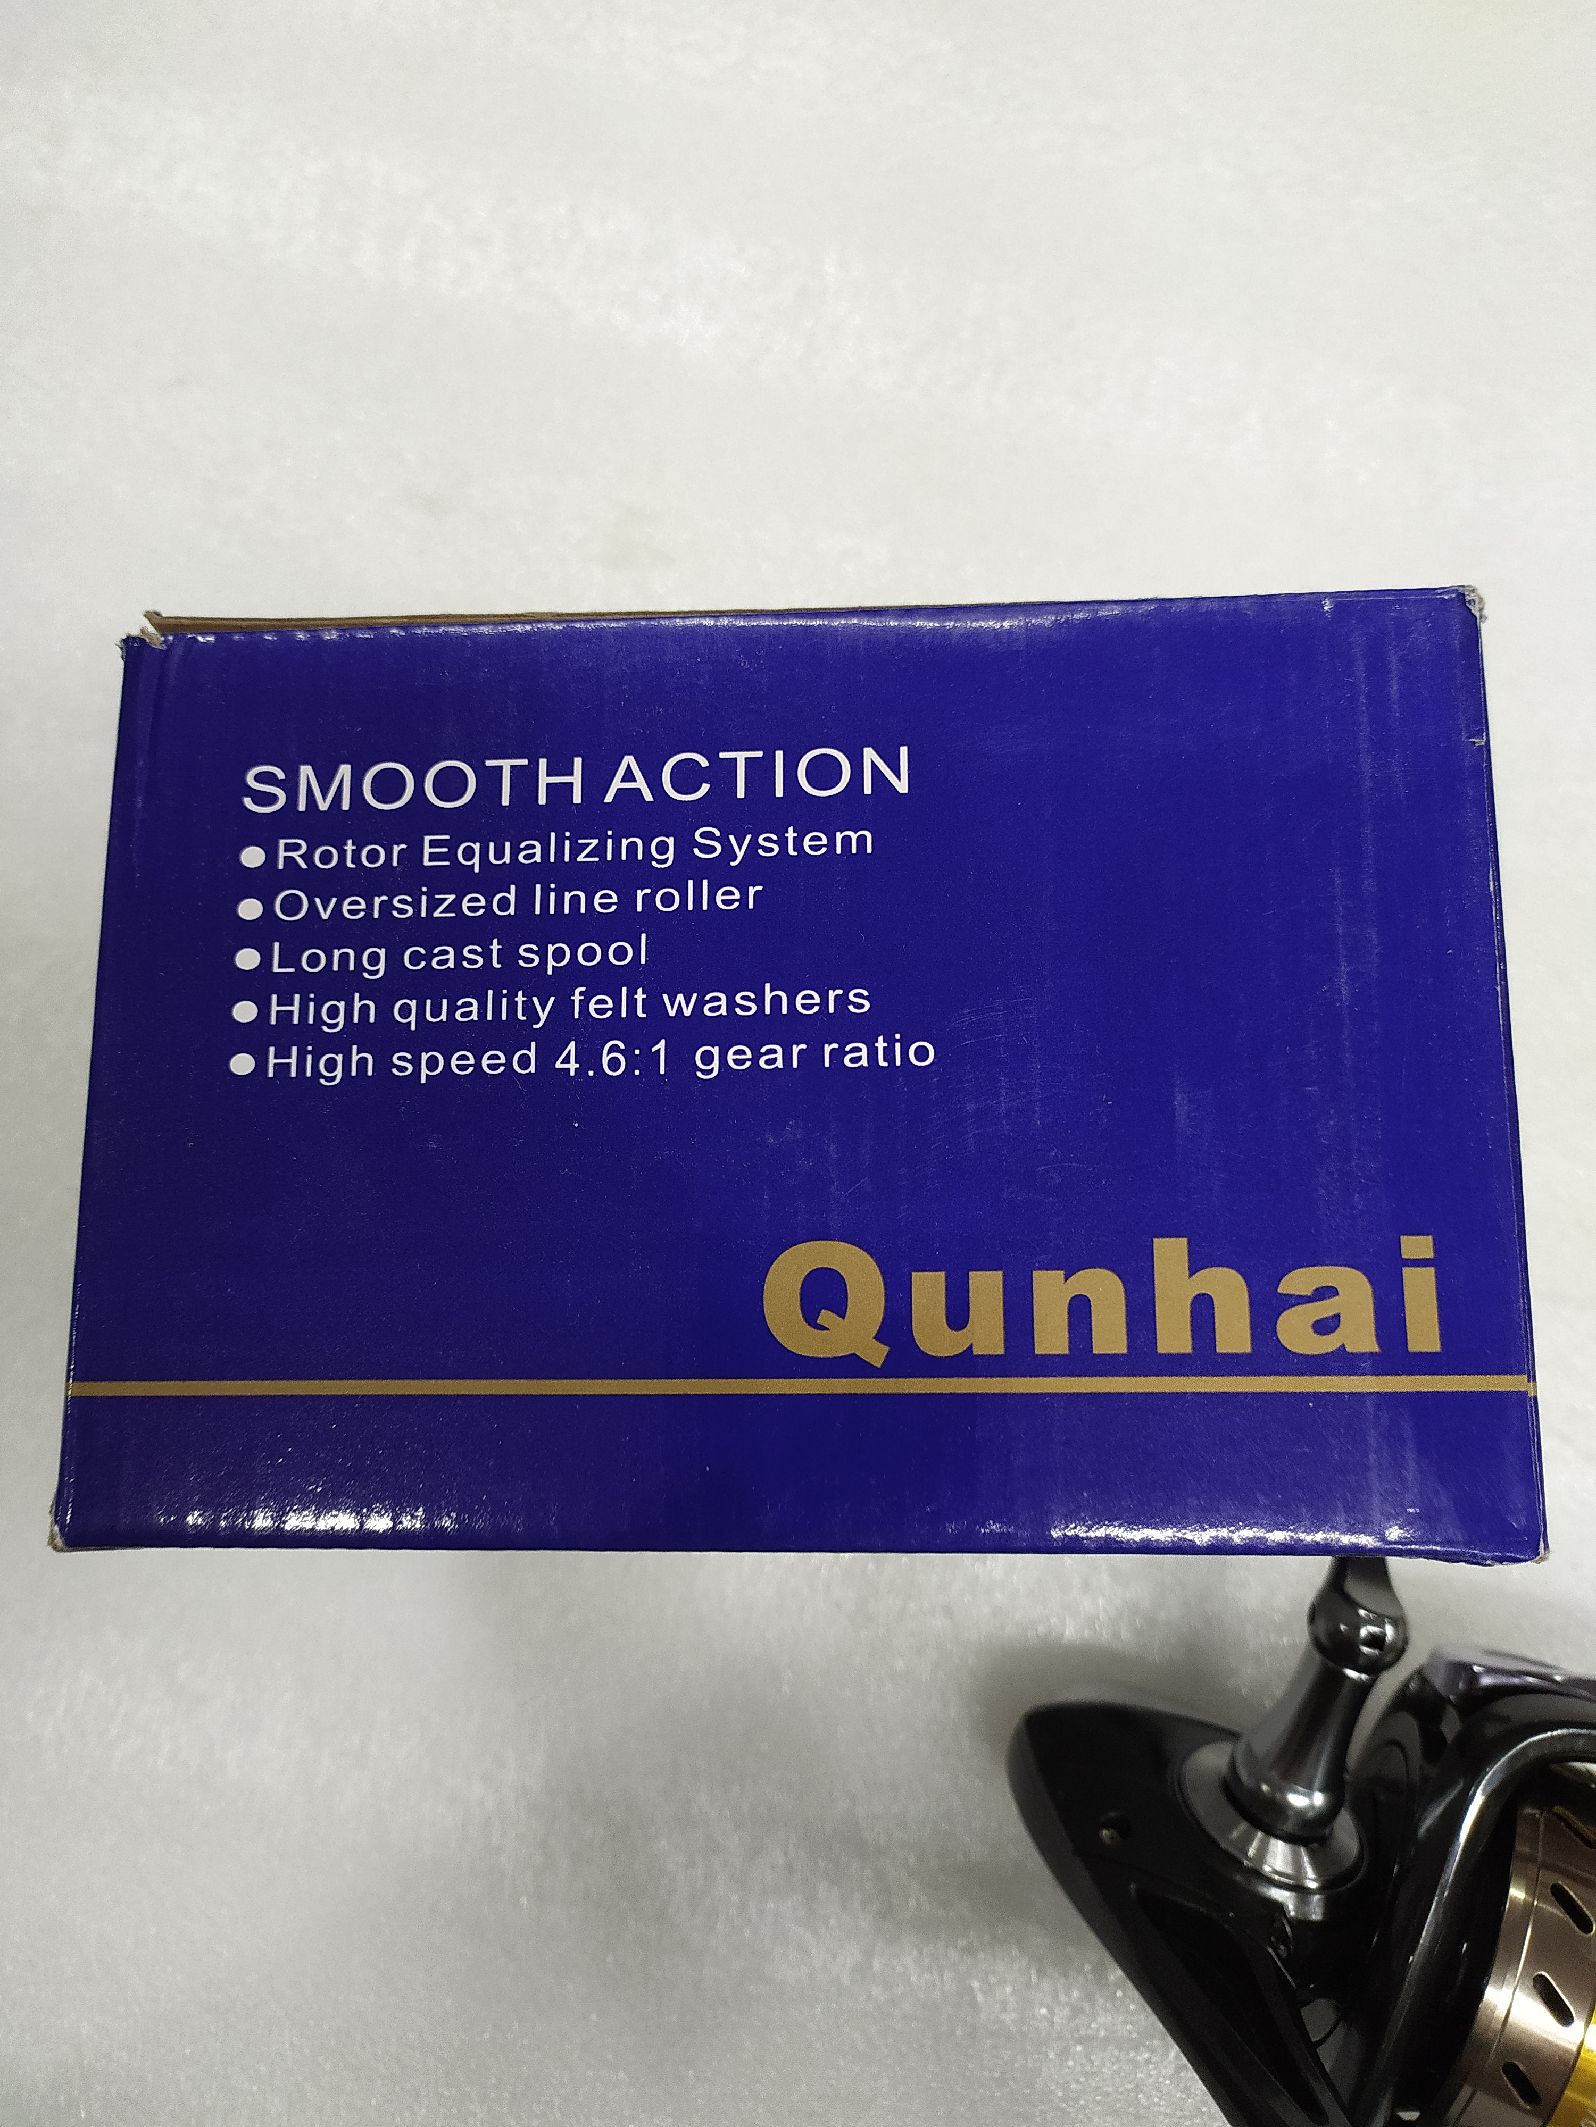 SMOOTH ACTION
●Rotor Equalizing System
●Oversized line roller
●Long cast spool
●High quality felt washers
●High speed 4.6:1 gear ratio
Qunhai